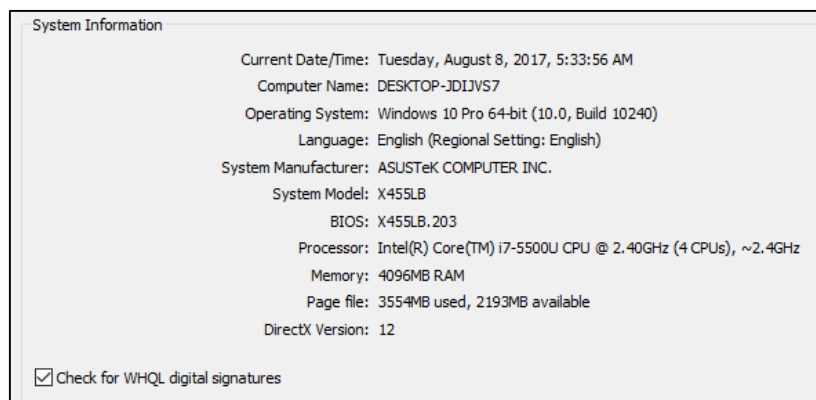 System Information
Current Date/Time: Tuesday, August 8, 2017, 5:33:56 AM
Computer Name: DESKTOP-JDIJVS7
Operating System: Windows 10 Pro 64-bit (10.0, Build 10240)
Language: English (Regional Setting: English)
System Manufacturer: ASUSTeK COMPUTER INC.
System Model: X455LB
BIOS: X455LB.203
Processor: Intel(R) Core(TM) i7-5500U CPU @ 2.40GHz (4 CPUs), ~2.4GHz
Memory: 4096MB RAM
Page file: 3554MB used, 2193MB available
DirectX Version: 12
Check for WHQL digital signatures